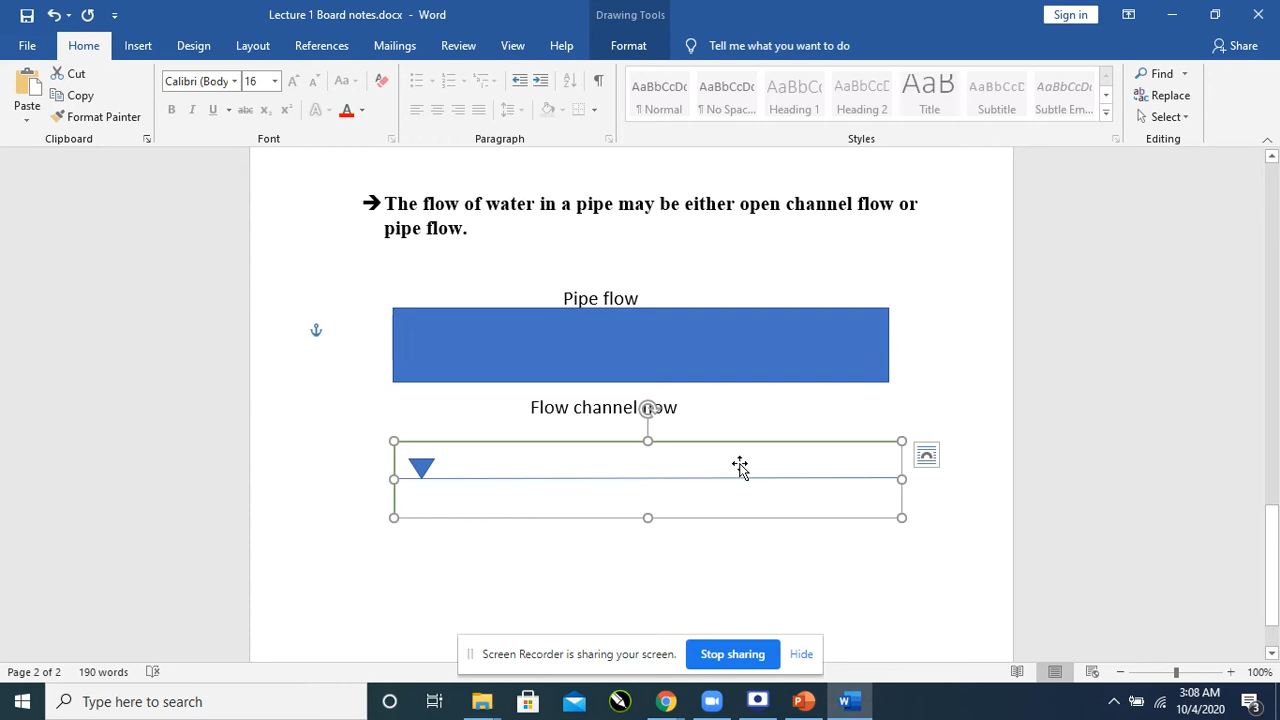 Lecture 1 Board notes.docx - Word
Drawing Tools
Sign in
File Home Insert Design Layout References Mailings Review View Help Format Tell me what you want to do Share
Paste
Cut
Copy
Format Painter
Clipboard
Calibri (Body 16
Font
Paragraph
AaBbCcDc AaBbCcDc AaBbCc AaBbCcD AaB AaBbCcD AaBbCcDc
¶ Normal ¶ No Spac... Heading 1 Heading 2 Title Subtitle Subtle Em...
Styles
Find
Replace
Select
Editing
➔ The flow of water in a pipe may be either open channel flow or
pipe flow.
Pipe flow
Flow channel
Screen Recorder is sharing your screen. Stop sharing Hide
Page 2 of 2 190 words 100%
Type here to search
3:08 AM
10/4/2020
3